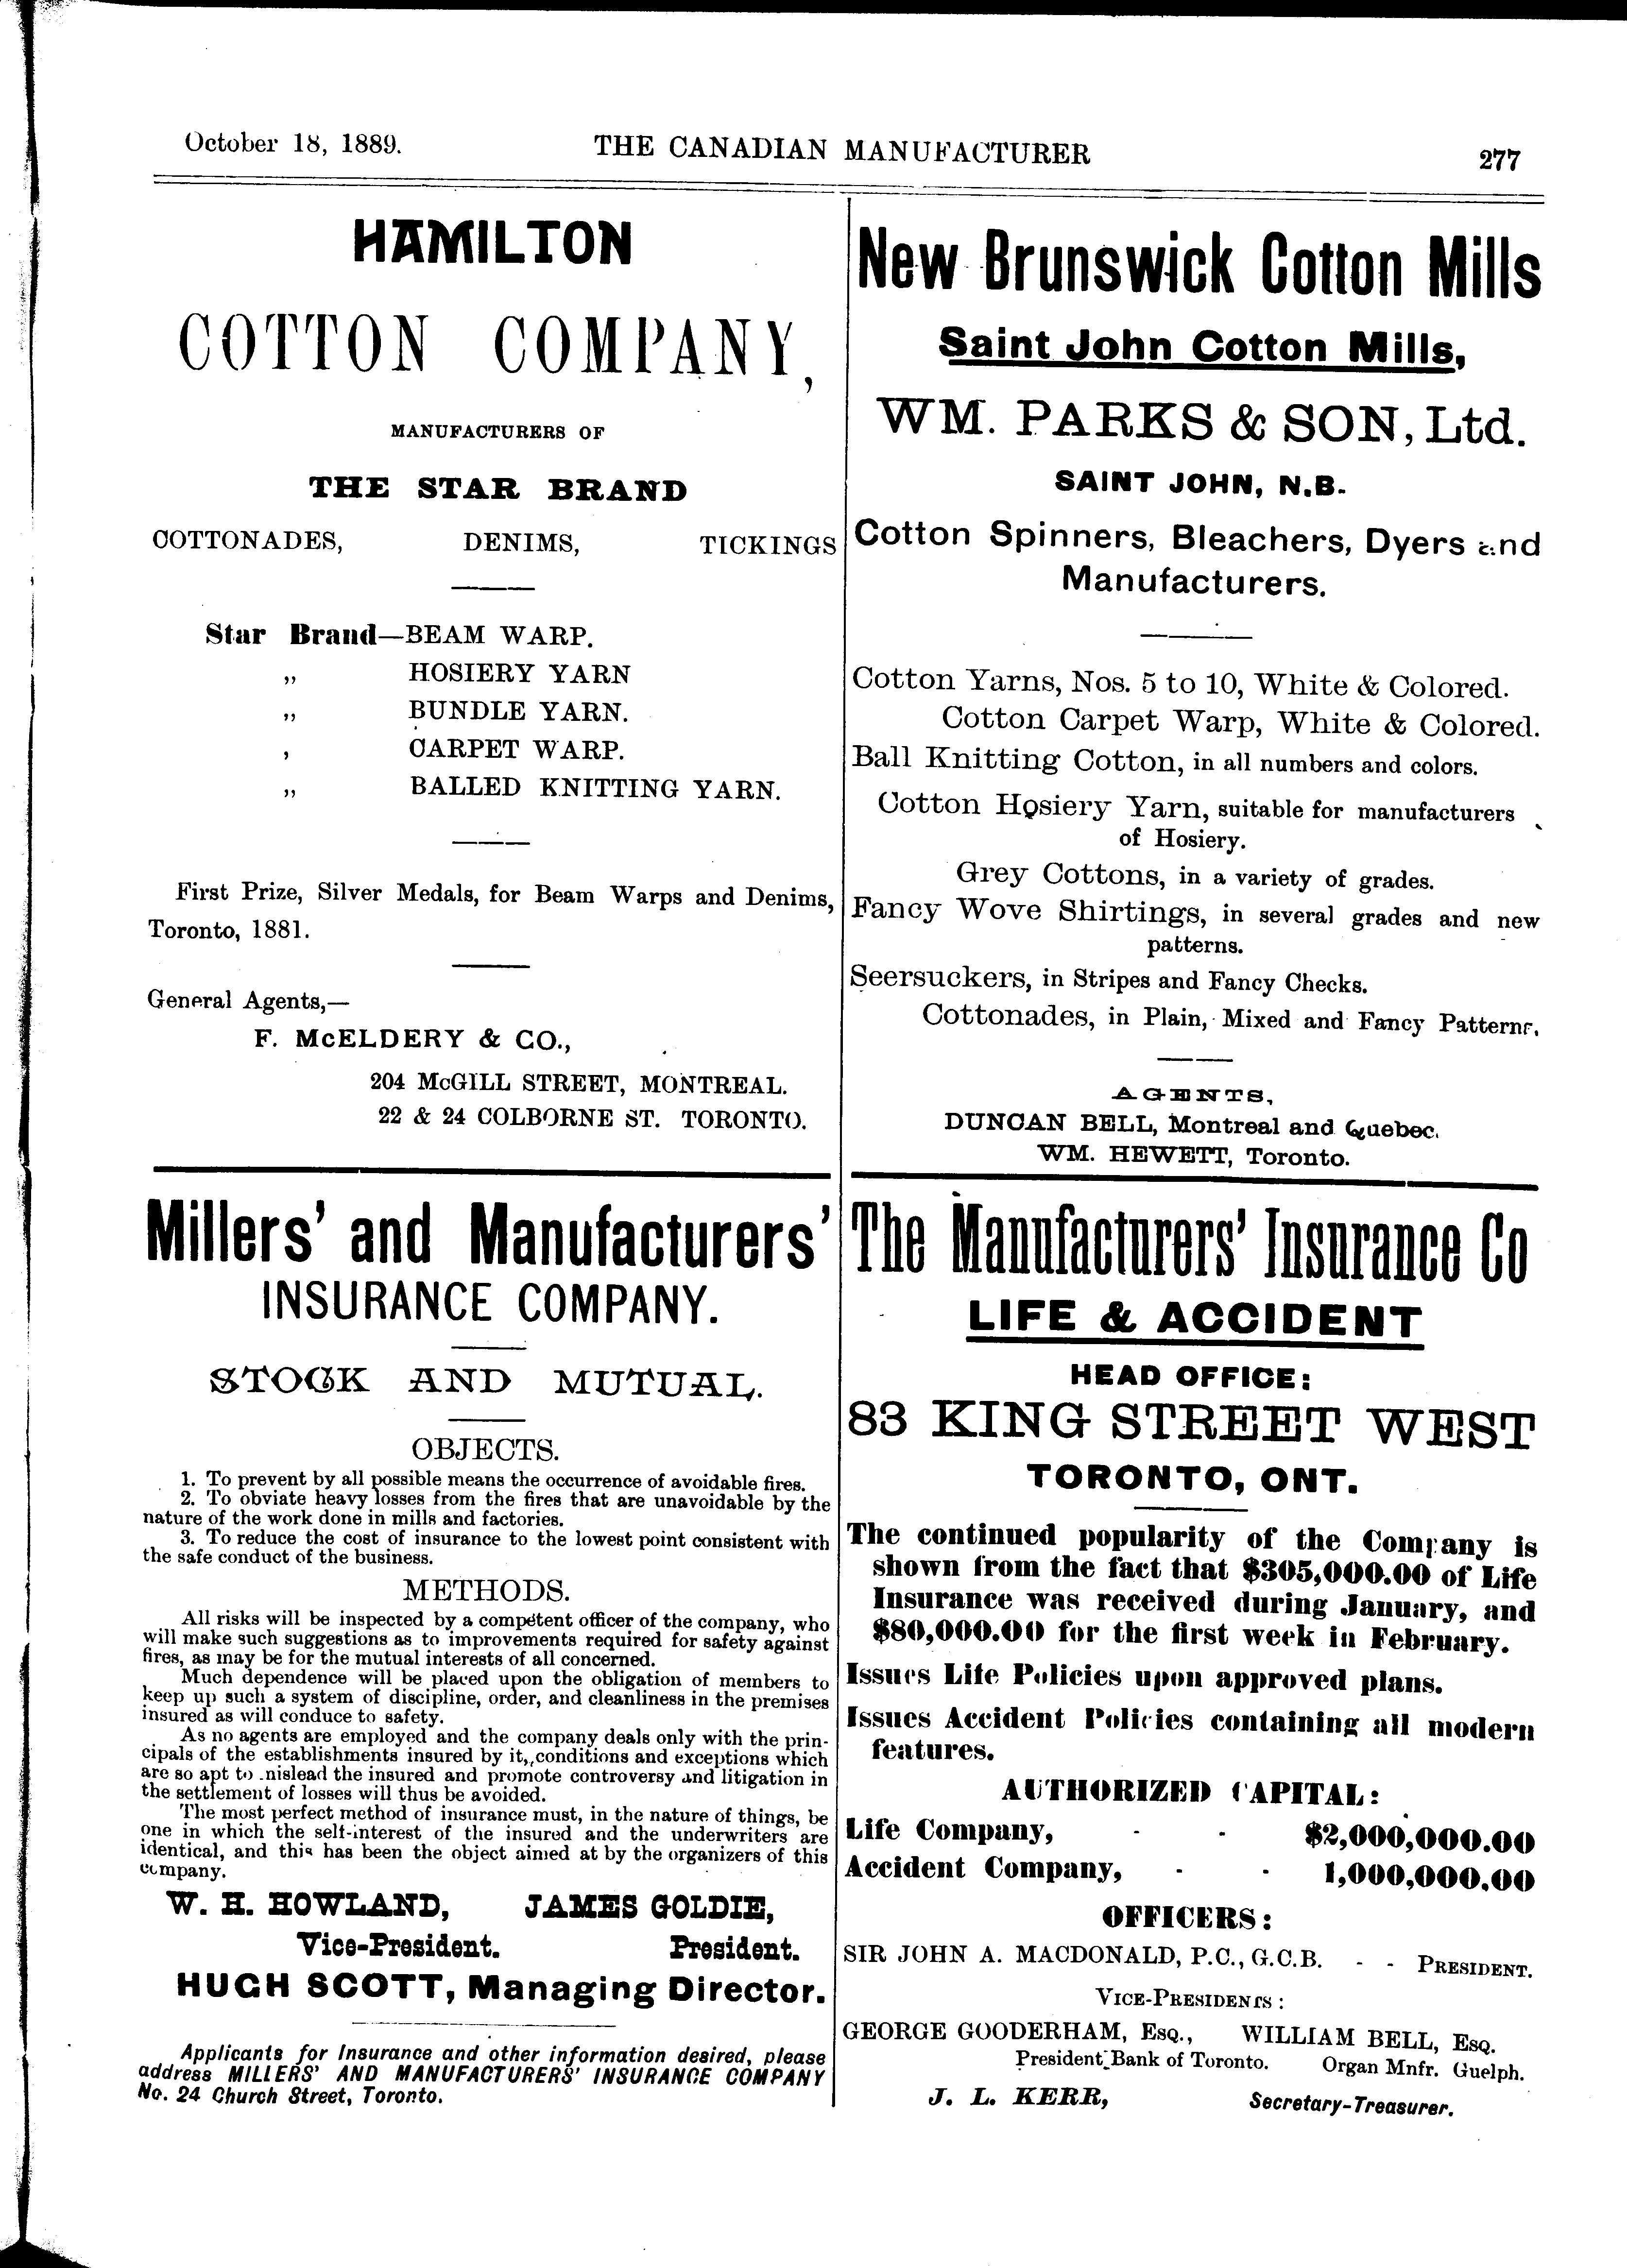 October 18, 1889. THE CANADIAN MANUFACTURER 277
HAMILTON
COTTON COMPANY,
MANUFACTURERS OF
THE STAR BRAND
COTTONADES, DENIMS, TICKINGS
Star Brand—BEAM WARP.
„ HOSIERY YARN
„ BUNDLE YARN.
, CARPET WARP.
„ BALLED KNITTING YARN.
First Prize, Silver Medals, for Beam Warps and Denims,
Toronto, 1881.
General Agents,—
F. McELDERY & CO.,
204 McGILL STREET, MONTREAL.
22 & 24 COLBORNE ST. TORONTO.
New Brunswick Cotton Mills
Saint John Cotton Mills,
WM. PARKS & SON, Ltd.
SAINT JOHN, N.B.
Cotton Spinners, Bleachers, Dyers and
Manufacturers.
Cotton Yarns, Nos. 5 to 10, White & Colored.
Cotton Carpet Warp, White & Colored.
Ball Knitting Cotton, in all numbers and colors.
Cotton Hosiery Yarn, suitable for manufacturers
of Hosiery.
Grey Cottons, in a variety of grades.
Fancy Wove Shirtings, in several grades and new
patterns.
Seersuckers, in Stripes and Fancy Checks.
Cottonades, in Plain, Mixed and Fancy Patterns.
AGENTS,
DUNCAN BELL, Montreal and Quebec.
WM. HEWETT, Toronto.
Millers' and Manufacturers'
INSURANCE COMPANY.
STOCK AND MUTUAL.
OBJECTS.
1. To prevent by all possible means the occurrence of avoidable fires.
2. To obviate heavy losses from the fires that are unavoidable by the
nature of the work done in mills and factories.
3. To reduce the cost of insurance to the lowest point consistent with
the safe conduct of the business.
METHODS.
All risks will be inspected by a competent officer of the company, who
will make such suggestions as to improvements required for safety against
fires, as may be for the mutual interests of all concerned.
Much dependence will be placed upon the obligation of members to
keep up such a system of discipline, order, and cleanliness in the premises
insured as will conduce to safety.
As no agents are employed and the company deals only with the prin-
cipals of the establishments insured by it, conditions and exceptions which
are so apt to mislead the insured and promote controversy and litigation in
the settlement of losses will thus be avoided.
The most perfect method of insurance must, in the nature of things, be
one in which the self-interest of the insured and the underwriters are
identical, and this has been the object aimed at by the organizers of this
company.
W. H. HOWLAND, JAMES GOLDIE,
Vice-President. President.
HUGH SCOTT, Managing Director.
Applicants for Insurance and other information desired, please
address MILLERS' AND MANUFACTURERS' INSURANCE COMPANY
No. 24 Church Street, Toronto.
The Manufacturers' Insurance Co
LIFE & ACCIDENT
HEAD OFFICE:
83 KING STREET WEST
TORONTO, ONT.
The continued popularity of the Company is
shown from the fact that $305,000.00 of Life
Insurance was received during January, and
$80,000.00 for the first week in February.
Issues Life Policies upon approved plans.
Issues Accident Policies containing all modern
features.
AUTHORIZED CAPITAL:
Life Company, - - $2,000,000.00
Accident Company, - - 1,000,000.00
OFFICERS:
SIR JOHN A. MACDONALD, P.C., G.C.B. - - PRESIDENT.
VICE-PRESIDENTS:
GEORGE GOODERHAM, ESQ., WILLIAM BELL, ESQ.
President Bank of Toronto. Organ Mnfr. Guelph.
J. L. KERR, Secretary-Treasurer.